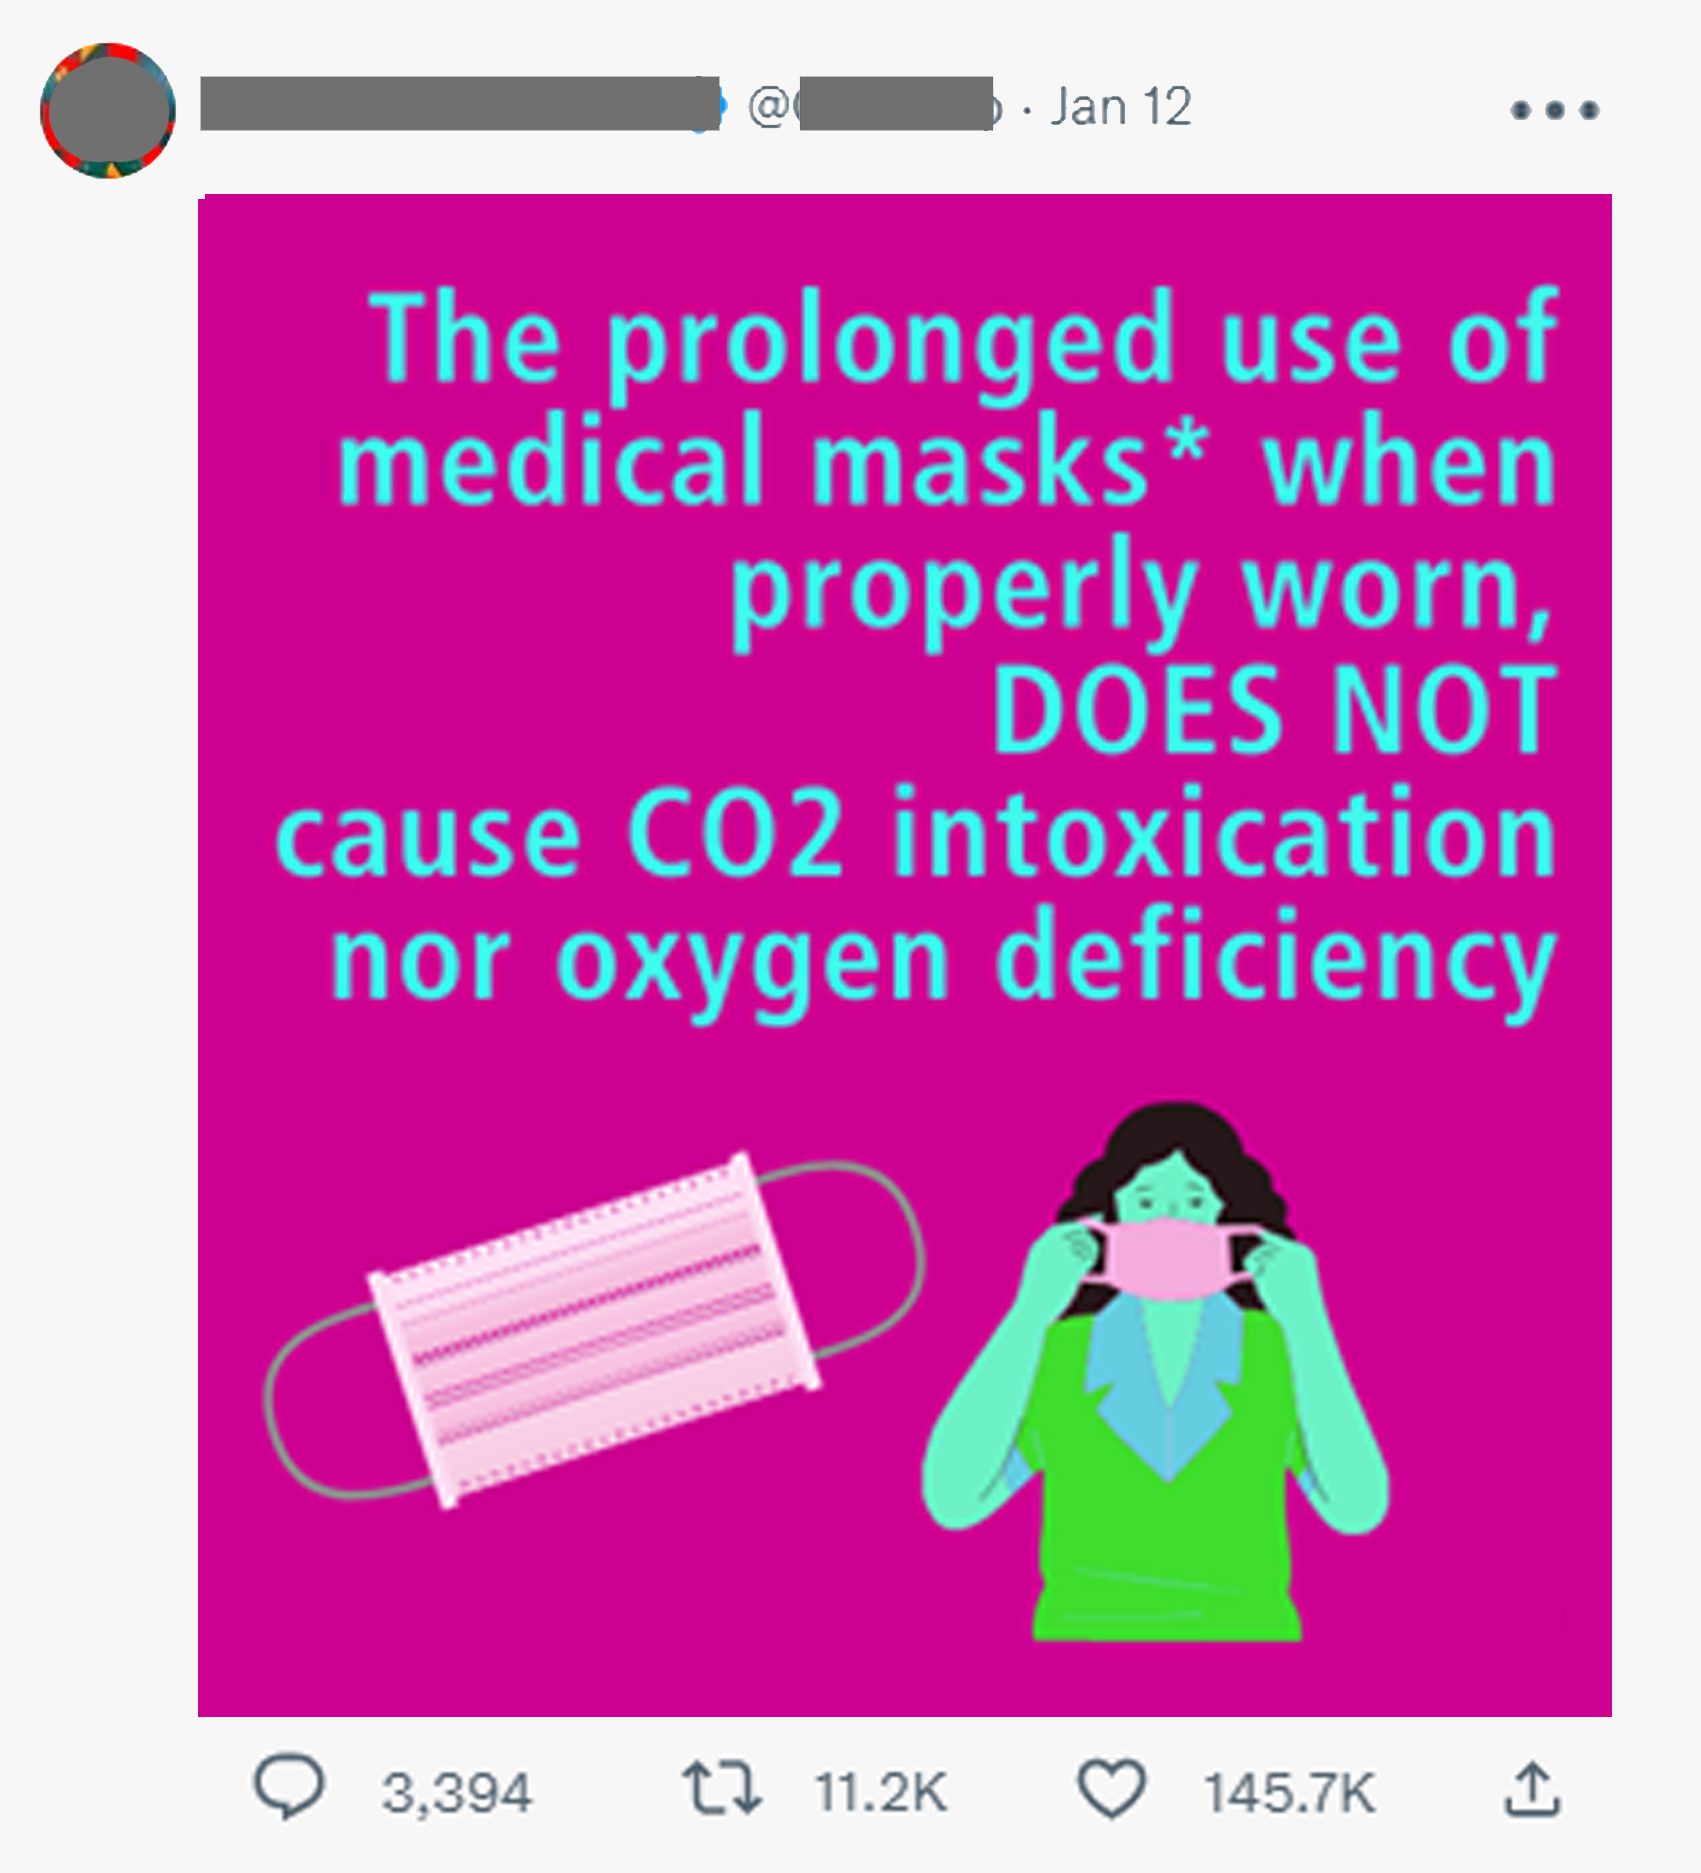 @ · Jan 12
The prolonged use of
medical masks* when
properly worn,
DOES NOT
cause CO2 intoxication
nor oxygen deficiency
3,394 11.2K 145.7K